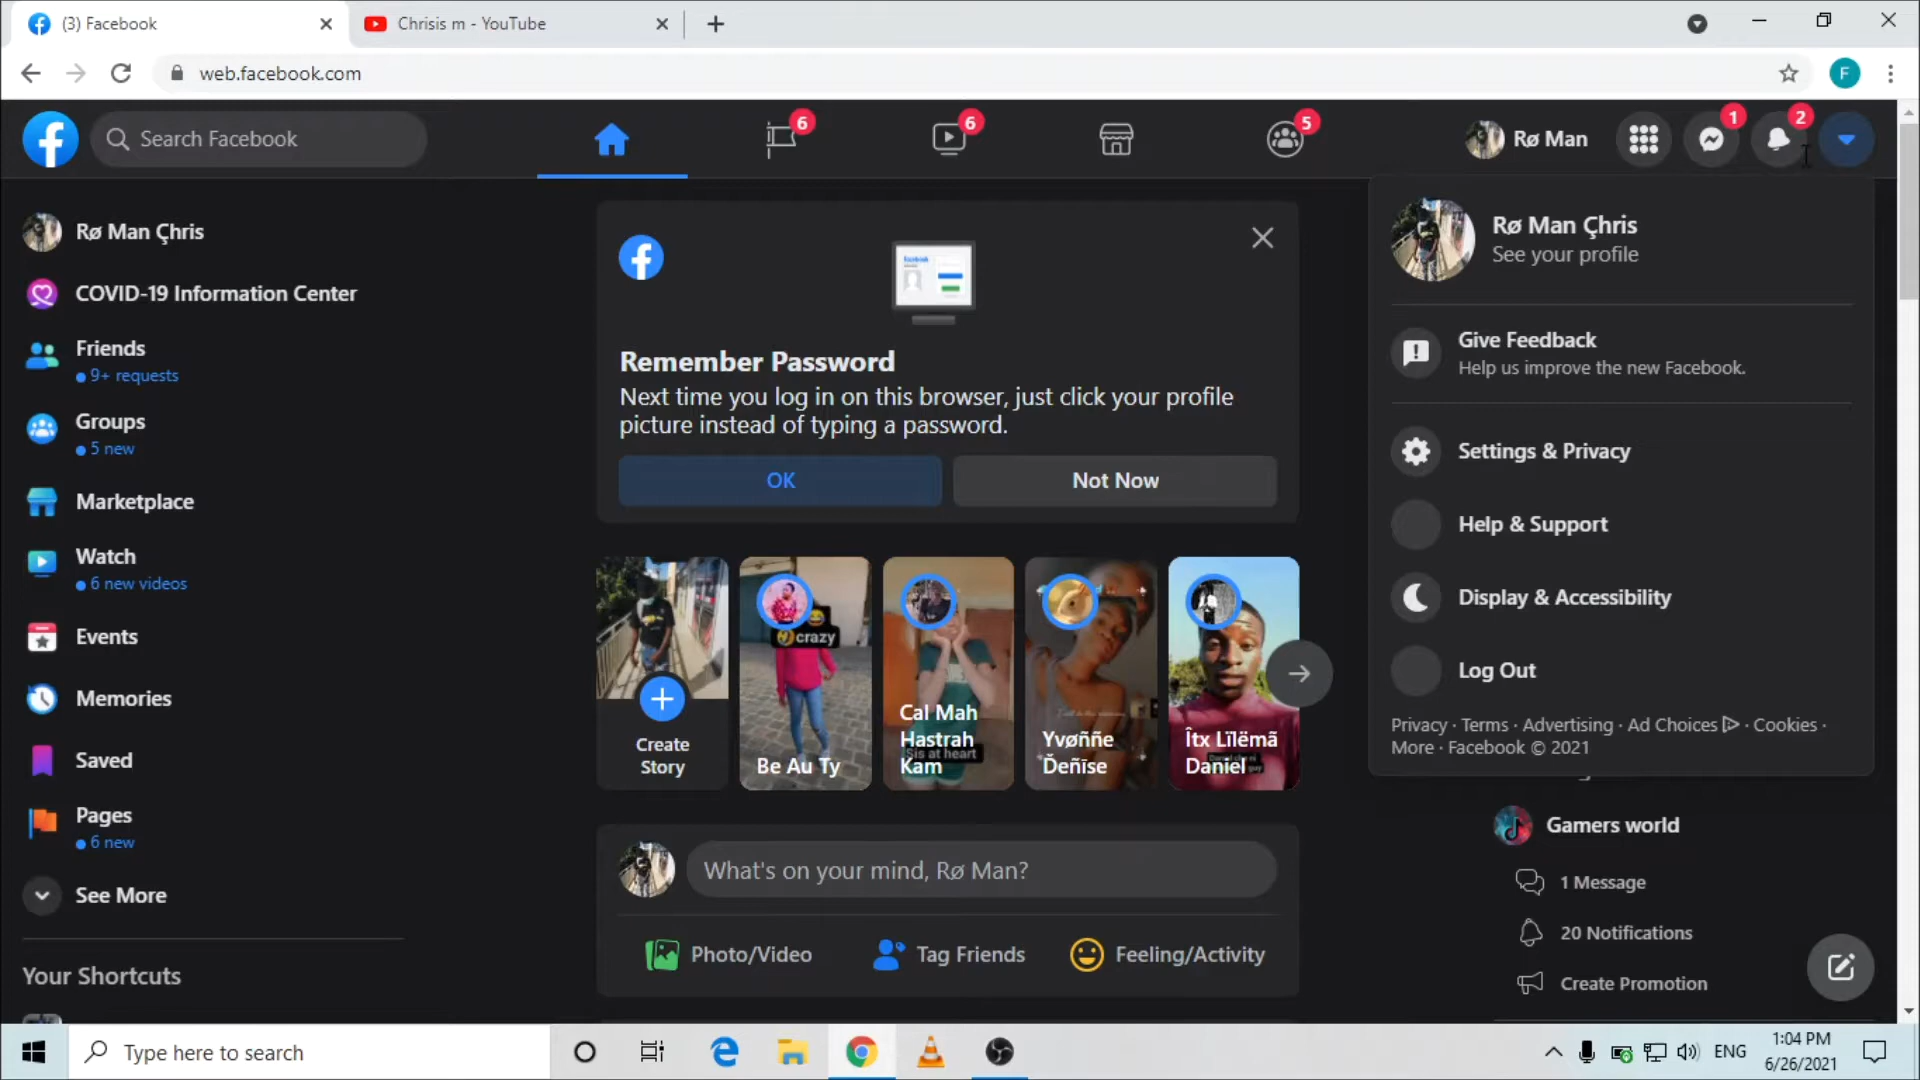 (3) Facebook
Chrisis m - YouTube
web.facebook.com
F
Search Facebook
6
6
5
Rø Man
1
2
Rø Man Çhris
COVID-19 Information Center
Friends
9+ requests
Groups
5 new
Marketplace
Watch
6 new videos
Events
Memories
Saved
Pages
6 new
See More
Your Shortcuts
Remember Password
Next time you log in on this browser, just click your profile
picture instead of typing a password.
OK
Not Now
Create
Story
crazy
Be Au Ty
Cal Mah
Hastrah
Kam
Sis at heart
Yvøññe
Ďeñïse
Îtx Lïlëmã
Daniel
What's on your mind, Rø Man?
Photo/Video
Tag Friends
Feeling/Activity
Rø Man Çhris
See your profile
Give Feedback
Help us improve the new Facebook.
Settings & Privacy
Help & Support
Display & Accessibility
Log Out
Privacy · Terms · Advertising · Ad Choices · Cookies ·
More · Facebook © 2021
Gamers world
1 Message
20 Notifications
Create Promotion
Type here to search
ENG
1:04 PM
6/26/2021